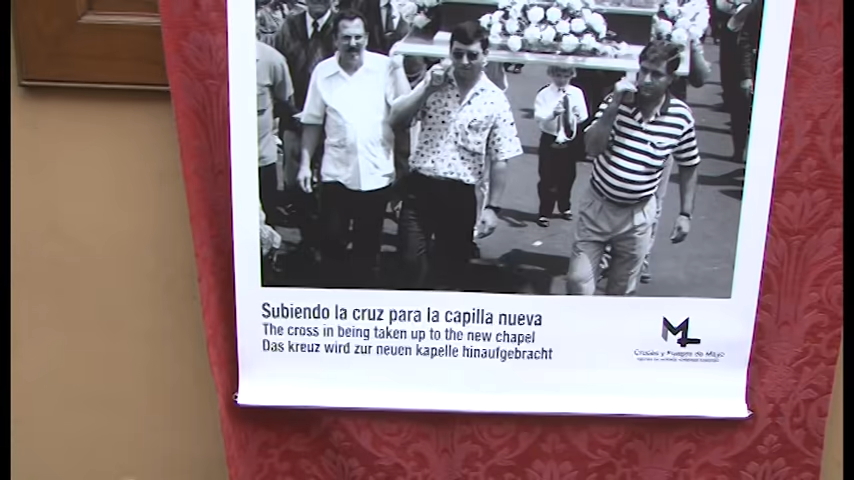 Subiendo la cruz para la capilla nueva
The cross in being taken up to the new chapel
Das kreuz wird zur neuen kapelle hinaufgebracht
Cruces y Fuegos de Mayo